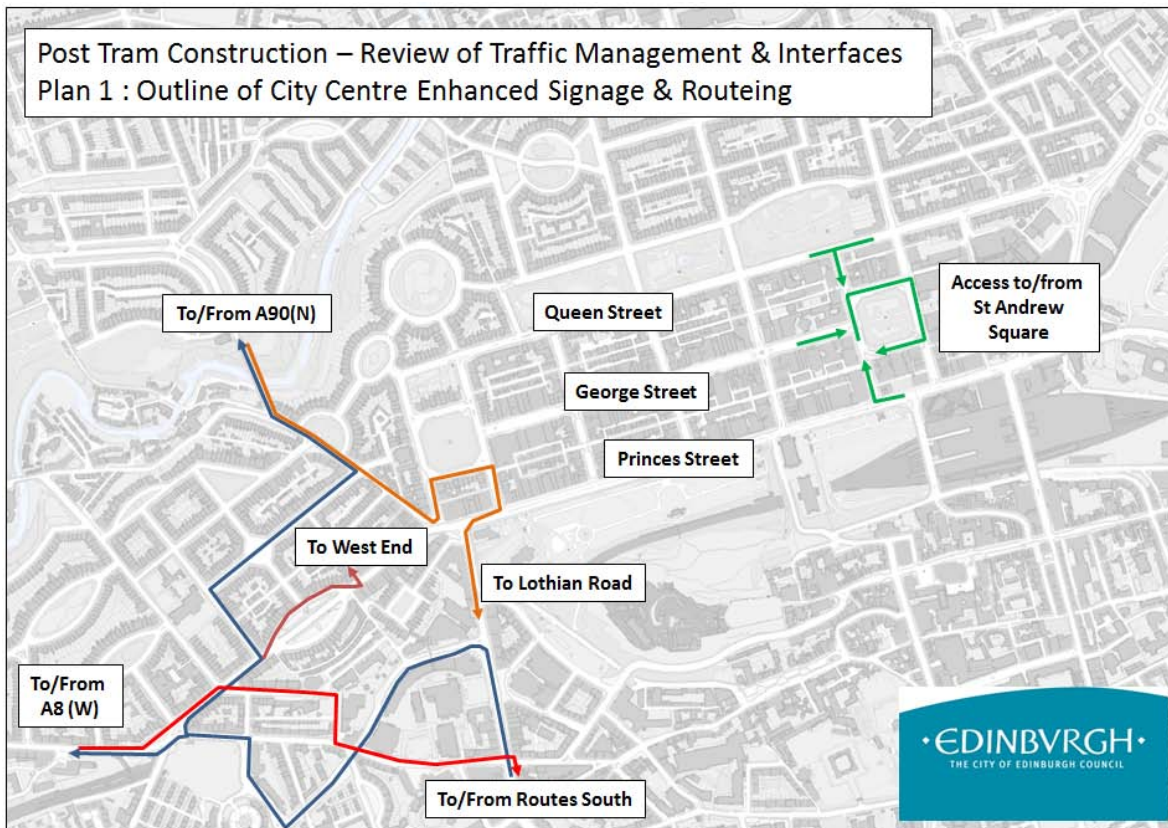 Post Tram Construction – Review of Traffic Management & Interfaces
Plan 1 : Outline of City Centre Enhanced Signage & Routeing
To/From A90(N)
Queen Street
Access to/from
St Andrew
Square
George Street
Princes Street
To West End
To Lothian Road
To/From
A8 (W)
To/From Routes South
·EDINBVRGH·
THE CITY OF EDINBURGH COUNCIL